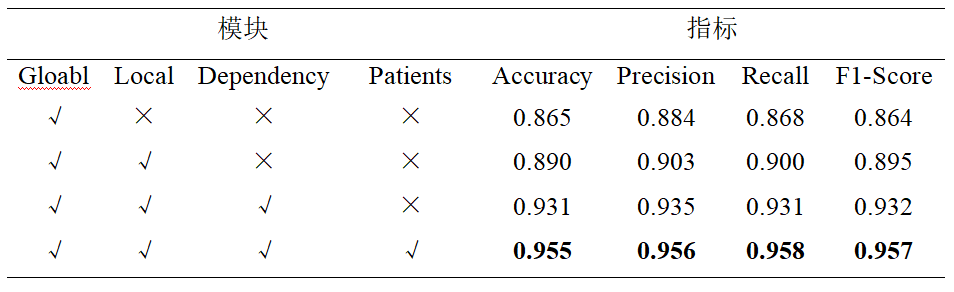 模块 指标
Gloabl Local Dependency Patients Accuracy Precision Recall F1-Score
√ × × × 0.865 0.884 0.868 0.864
√ √ × × 0.890 0.903 0.900 0.895
√ √ √ × 0.931 0.935 0.931 0.932
√ √ √ √ 0.955 0.956 0.958 0.957